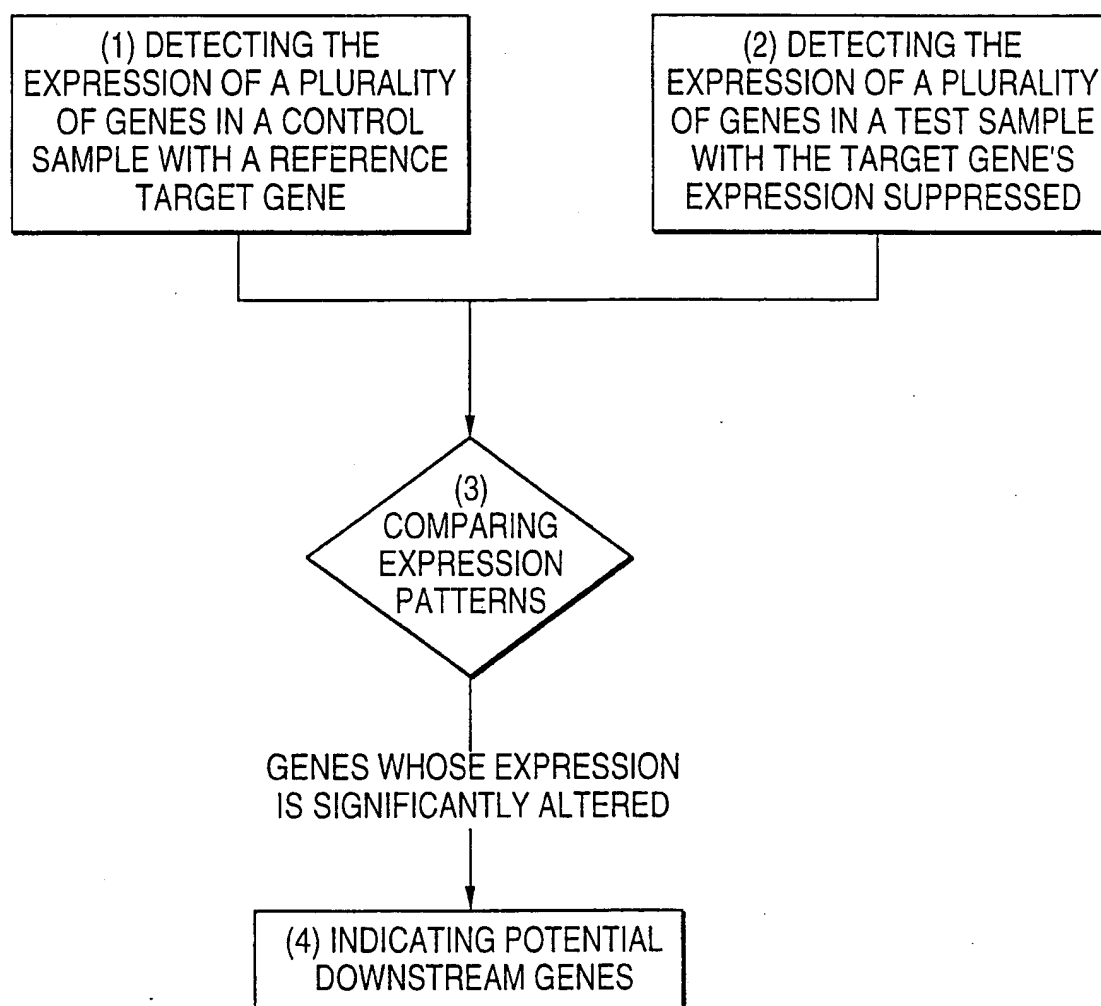 (1) DETECTING THE
EXPRESSION OF A PLURALITY
OF GENES IN A CONTROL
SAMPLE WITH A REFERENCE
TARGET GENE
(2) DETECTING THE
EXPRESSION OF A PLURALITY
OF GENES IN A TEST SAMPLE
WITH THE TARGET GENE'S
EXPRESSION SUPPRESSED
(3)
COMPARING
EXPRESSION
PATTERNS
GENES WHOSE EXPRESSION
IS SIGNIFICANTLY ALTERED
(4) INDICATING POTENTIAL
DOWNSTREAM GENES